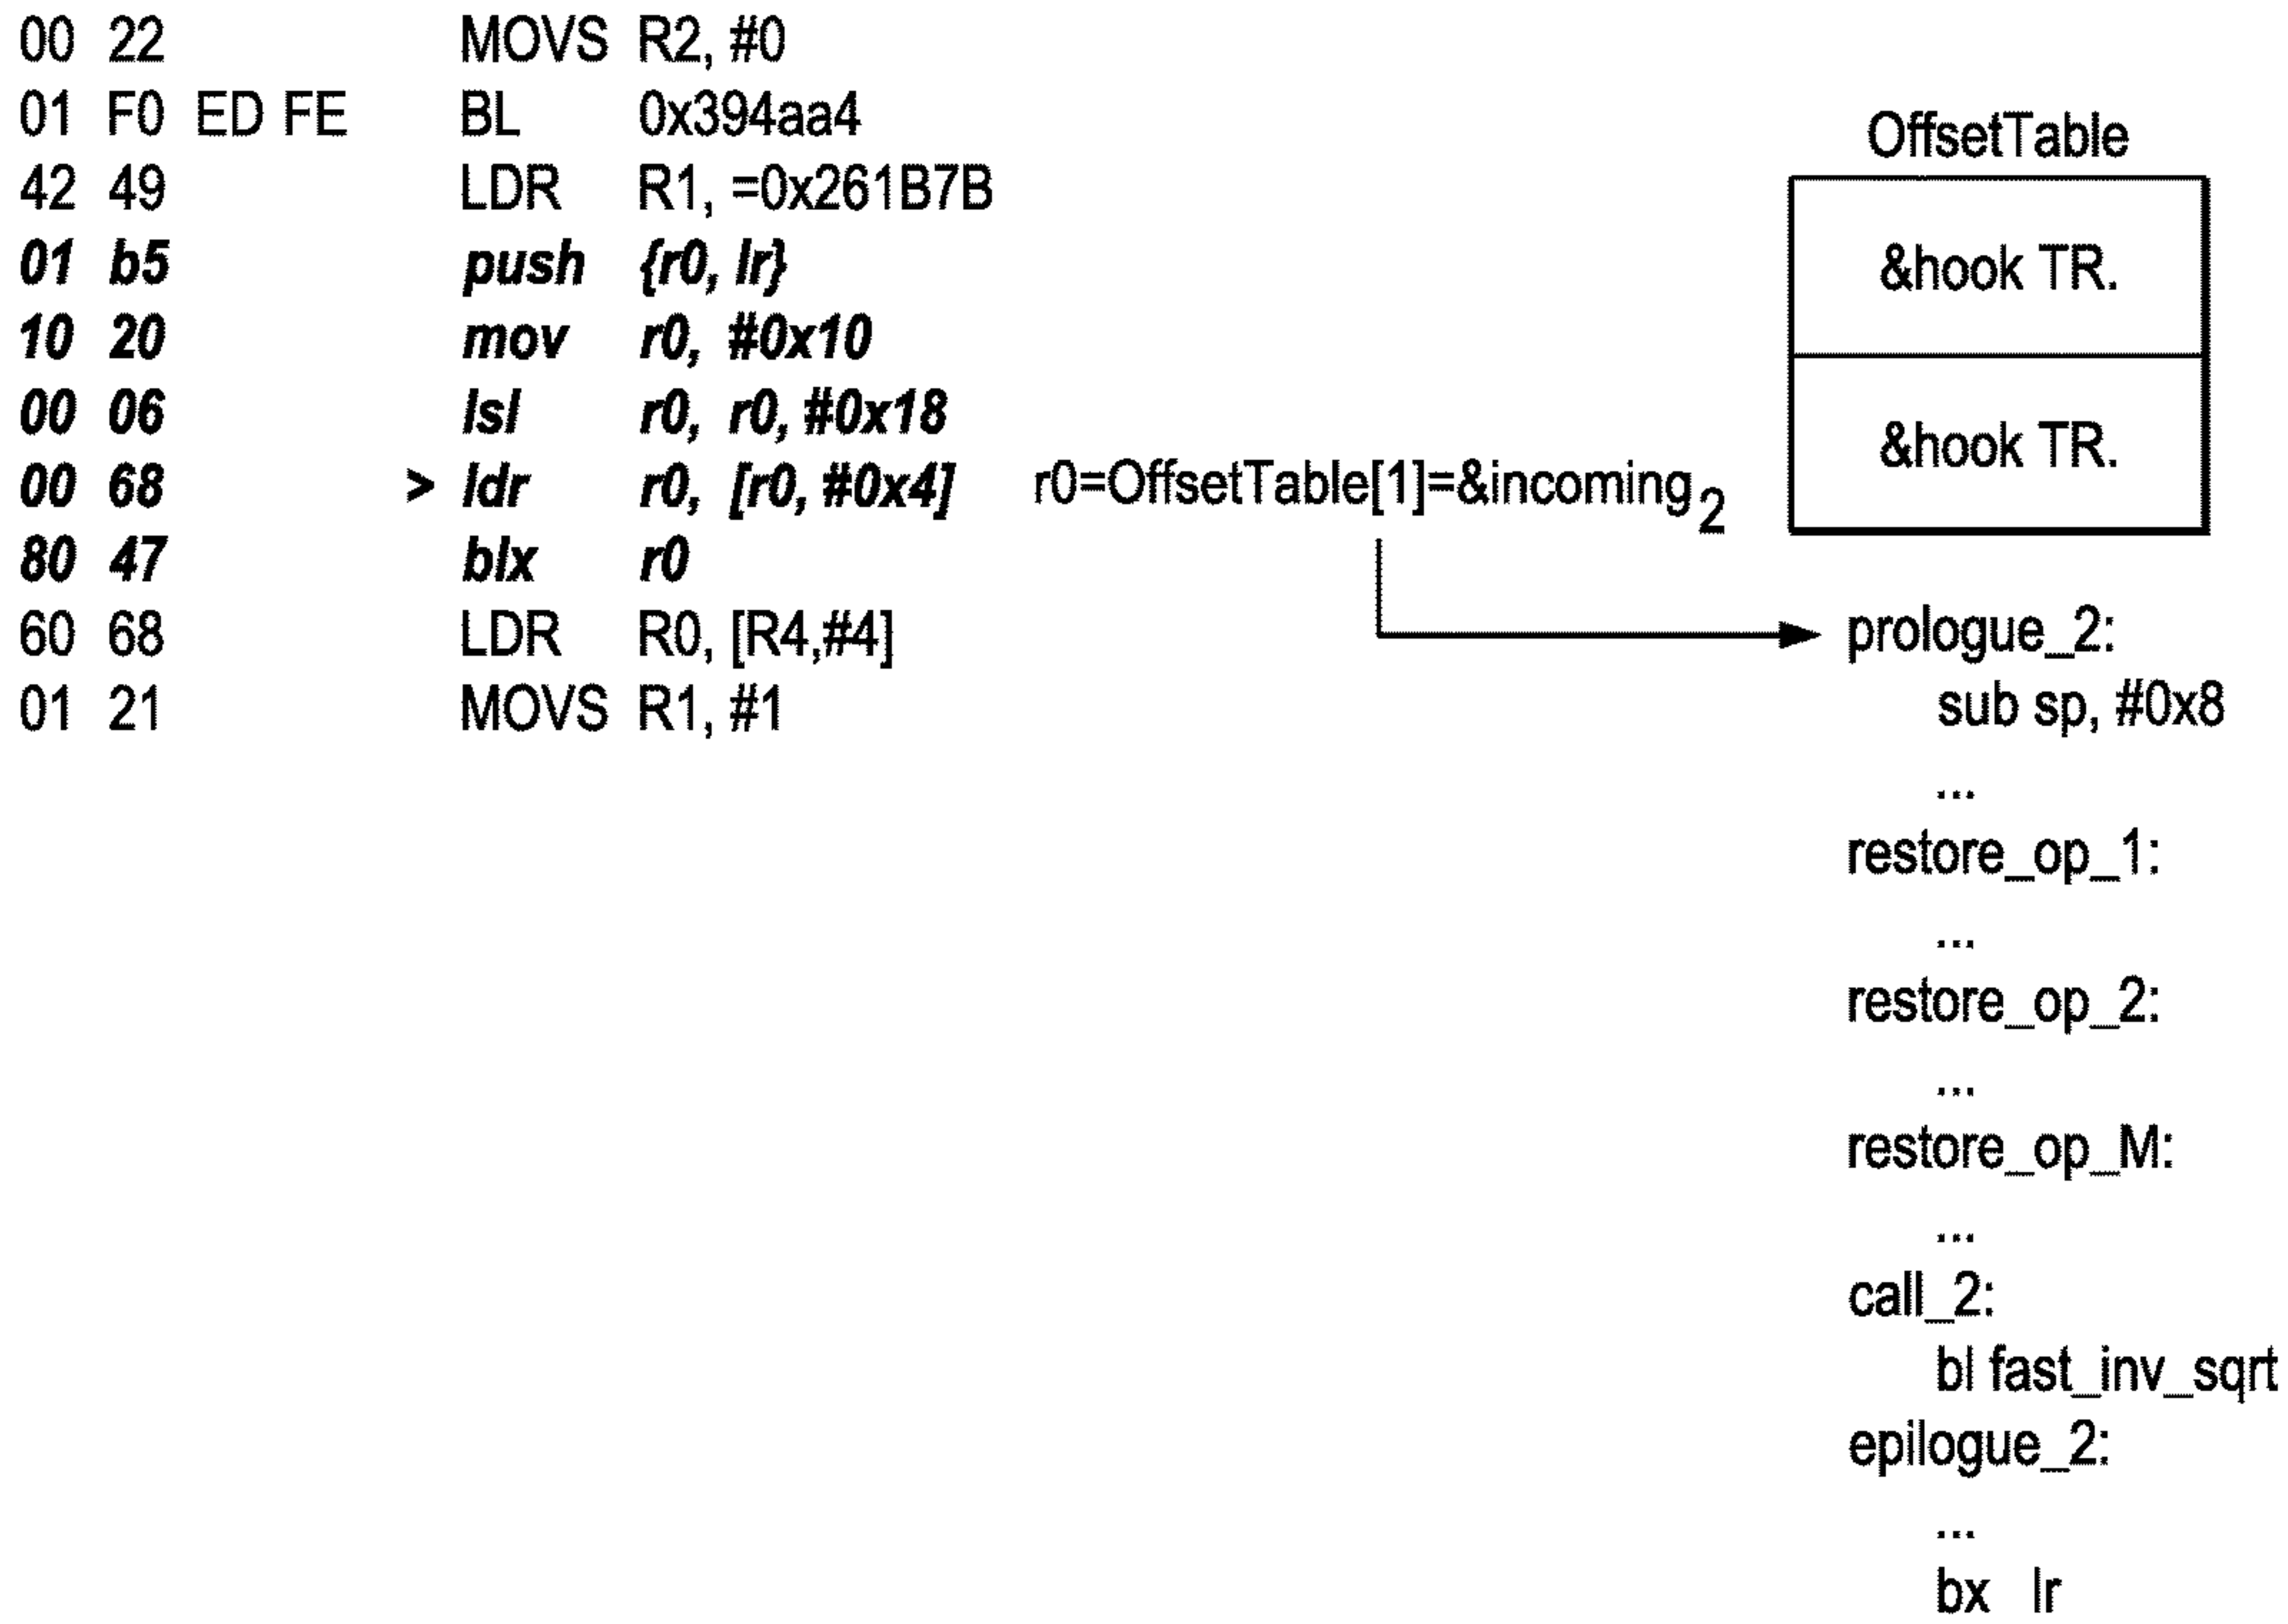 00 22 MOVS R2, #0
01 F0 ED FE BL 0x394aa4
42 49 LDR R1, =0x261B7B
01 b5 push {r0, lr}
10 20 mov r0, #0x10
00 06 lsl r0, r0, #0x18
00 68 > ldr r0, [r0, #0x4] r0=OffsetTable[1]=&incoming2
80 47 blx r0
60 68 LDR R0, [R4,#4]
01 21 MOVS R1, #1
OffsetTable
&hook TR.
&hook TR.
prologue_2:
sub sp, #0x8
...
restore_op_1:
...
restore_op_2:
...
restore_op_M:
...
call_2:
bl fast_inv_sqrt
epilogue_2:
...
bx lr